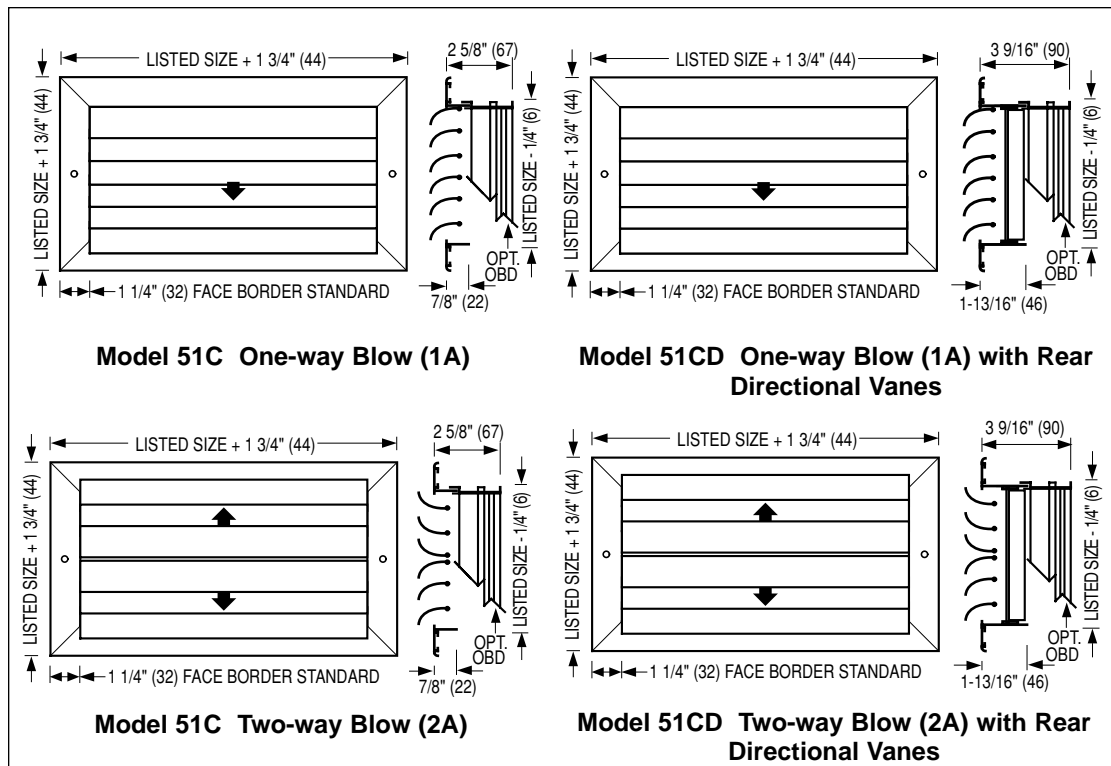 LISTED SIZE + 1 3/4" (44)
2 5/8" (67)
LISTED SIZE + 1 3/4" (44)
LISTED SIZE - 1/4" (6)
OPT.
OBD
1 1/4" (32) FACE BORDER STANDARD
7/8" (22)
Model 51C One-way Blow (1A)
LISTED SIZE + 1 3/4" (44)
3 9/16" (90)
LISTED SIZE + 1 3/4" (44)
LISTED SIZE - 1/4" (6)
OPT.
OBD
1 1/4" (32) FACE BORDER STANDARD
1-13/16" (46)
Model 51CD One-way Blow (1A) with Rear
Directional Vanes
LISTED SIZE + 1 3/4" (44)
2 5/8" (67)
LISTED SIZE + 1 3/4" (44)
LISTED SIZE - 1/4" (6)
OPT.
OBD
1 1/4" (32) FACE BORDER STANDARD
7/8" (22)
Model 51C Two-way Blow (2A)
LISTED SIZE + 1 3/4" (44)
3 9/16" (90)
LISTED SIZE + 1 3/4" (44)
LISTED SIZE - 1/4" (6)
OPT.
OBD
1 1/4" (32) FACE BORDER STANDARD
1-13/16" (46)
Model 51CD Two-way Blow (2A) with Rear
Directional Vanes